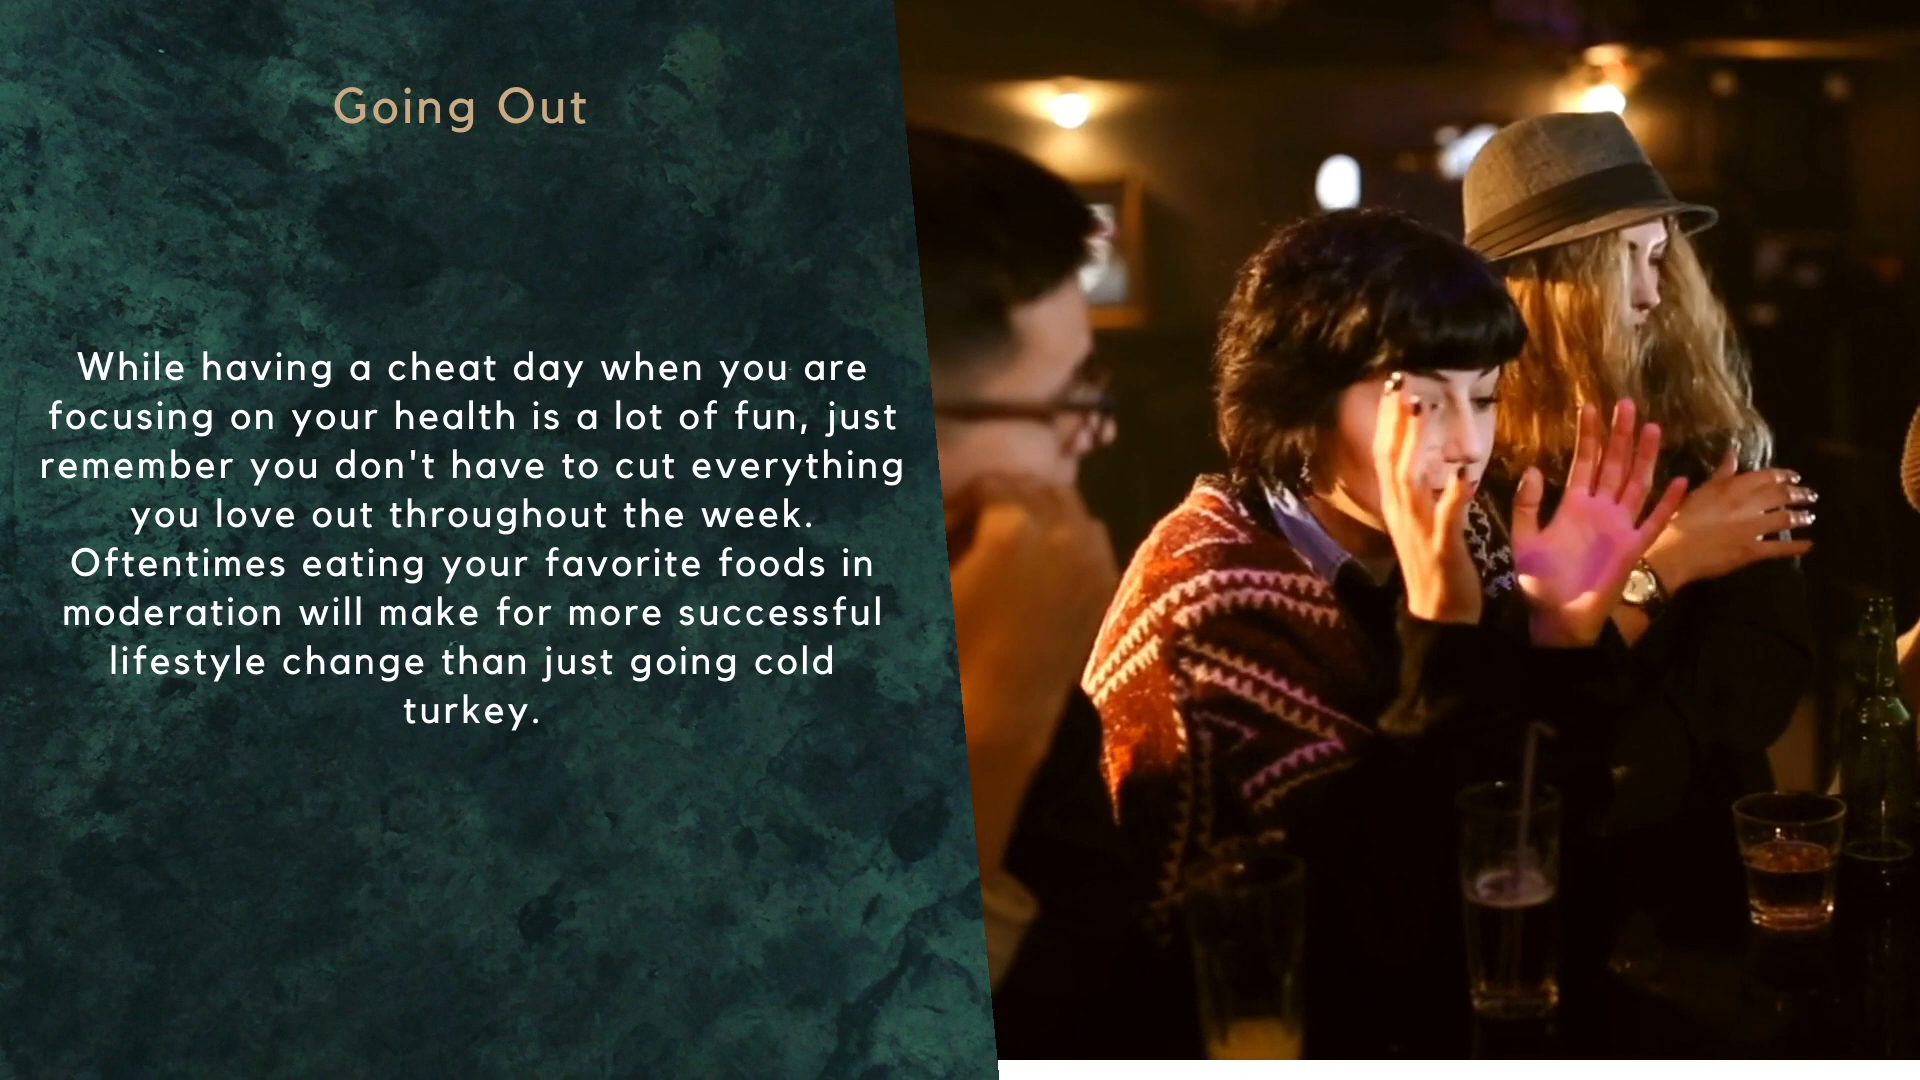 Going Out
While having a cheat day when you are
focusing on your health is a lot of fun, just
remember you don't have to cut everything
you love out throughout the week.
Oftentimes eating your favorite foods in
moderation will make for more successful
lifestyle change than just going cold
turkey.